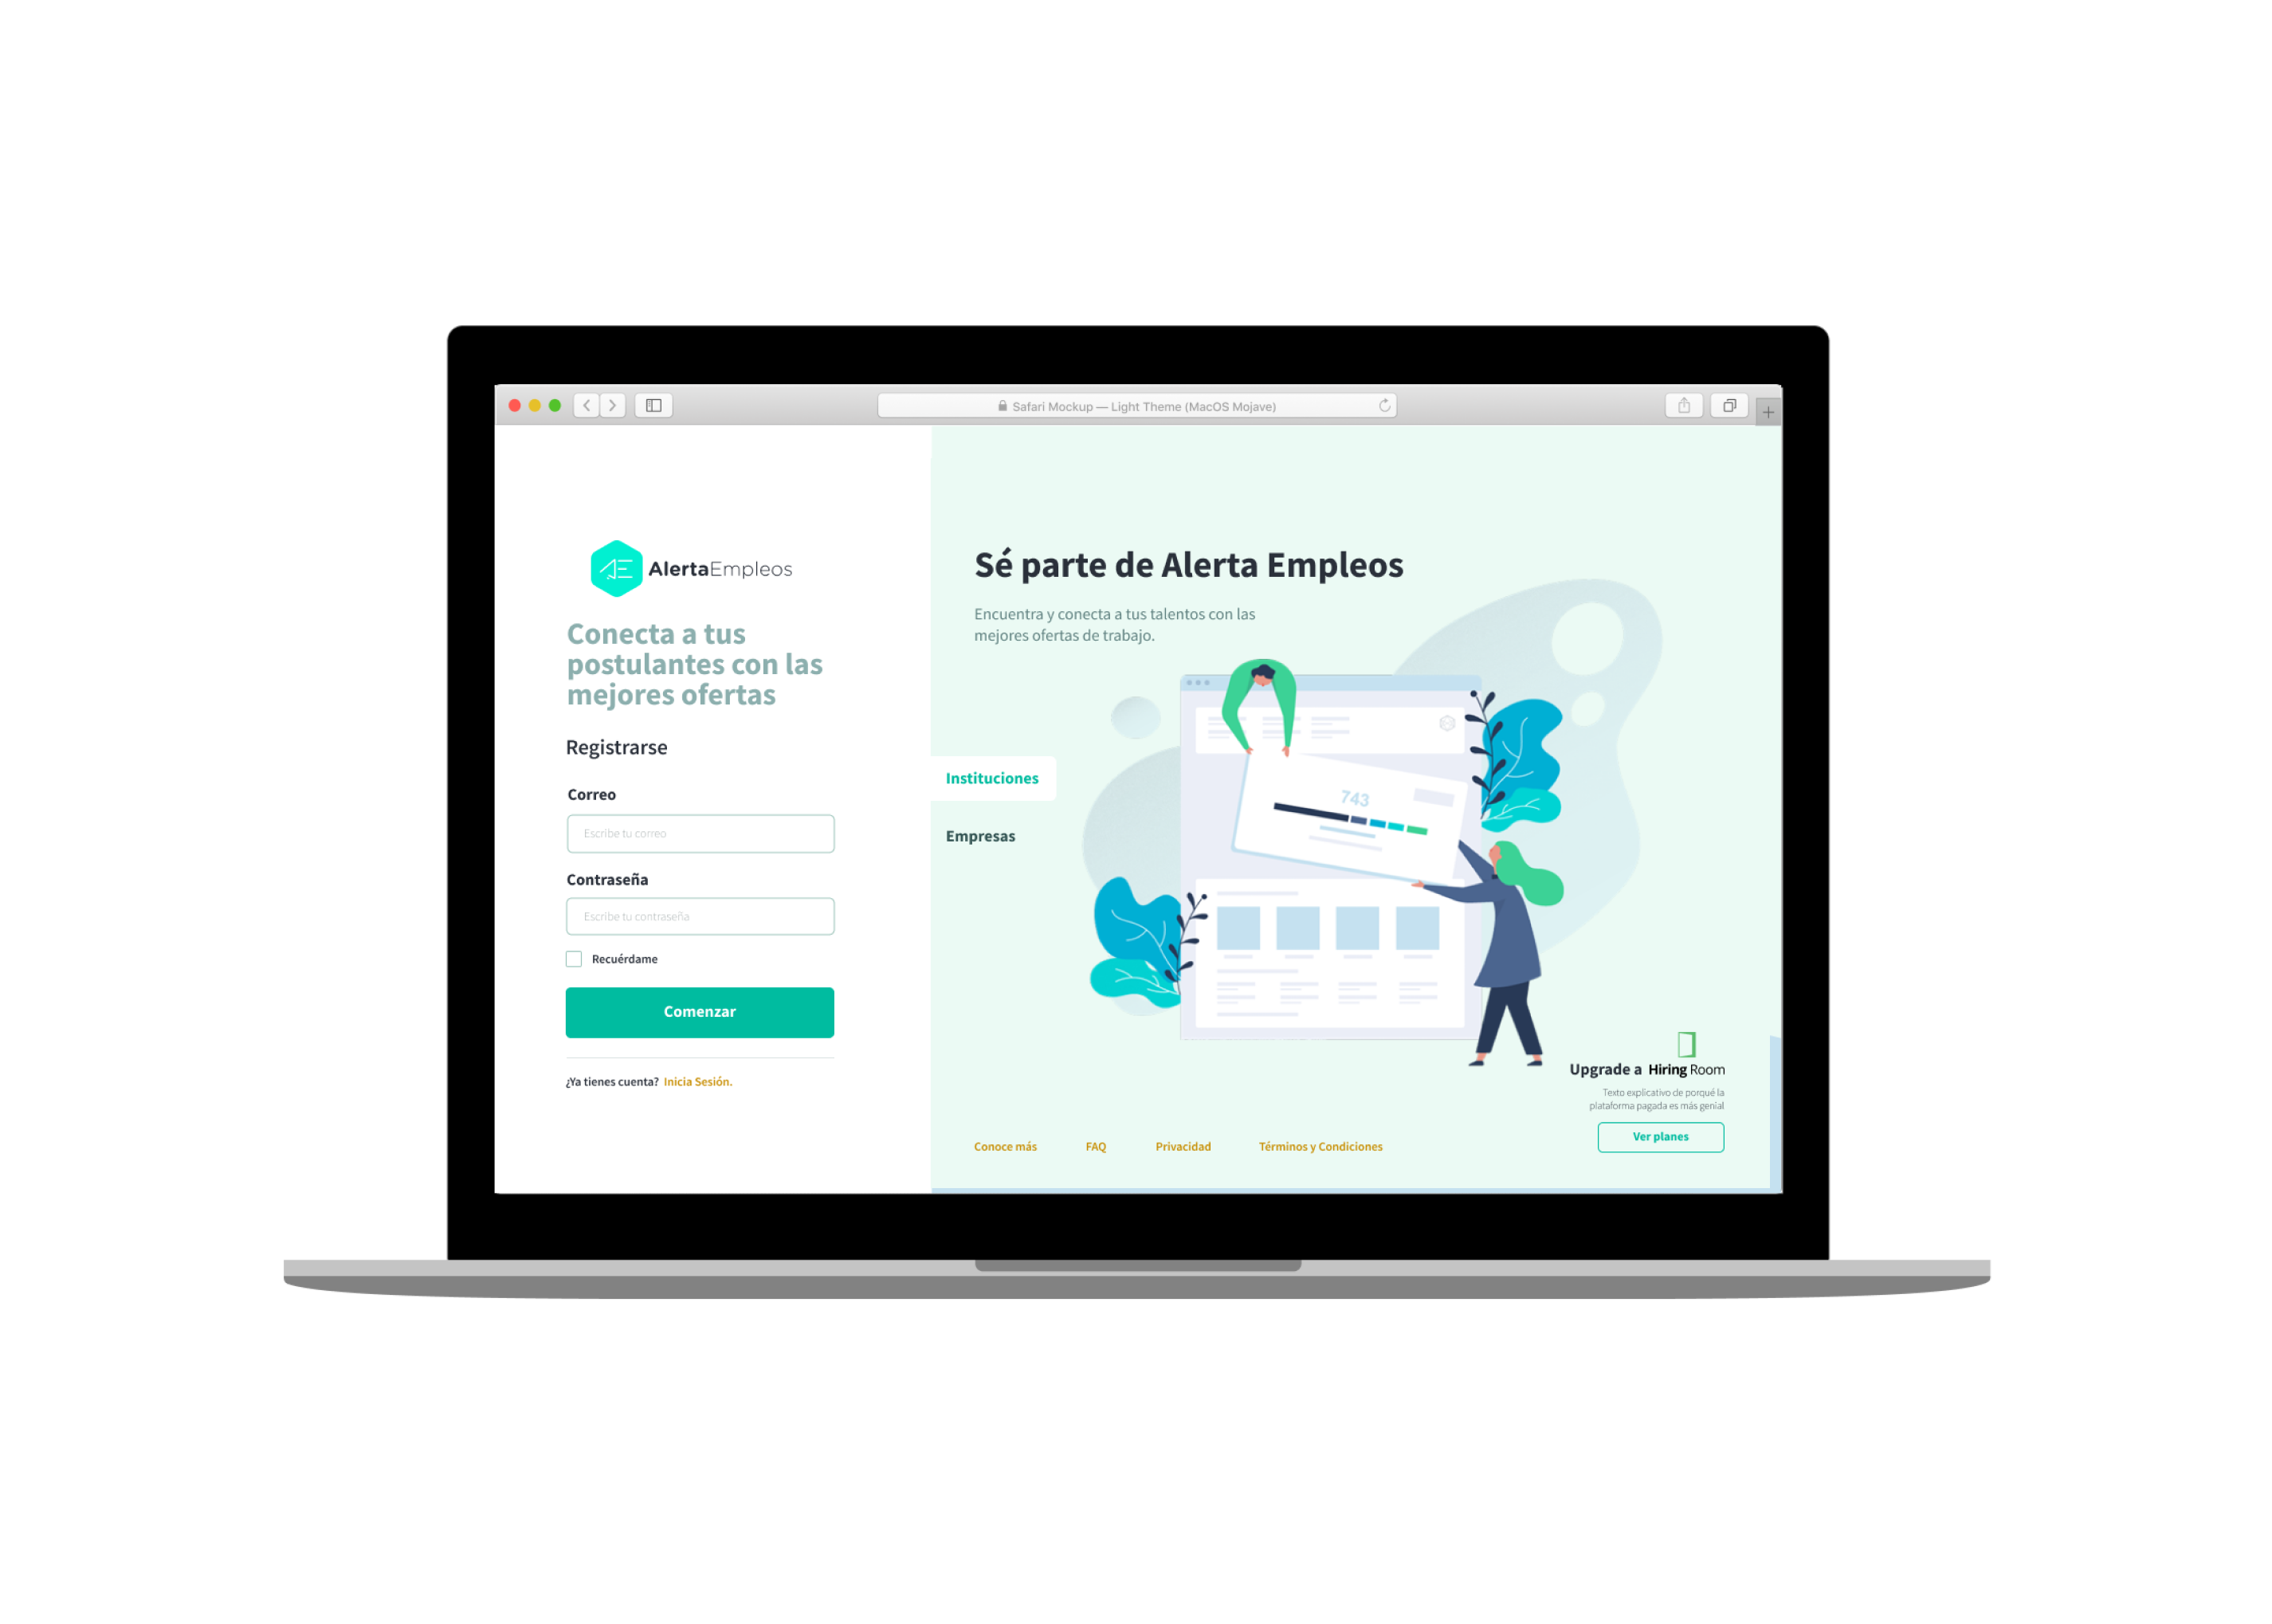 Safari Mockup — Light Theme (MacOS Mojave)
AlertaEmpleos
Conecta a tus
postulantes con las
mejores ofertas
Registrarse
Correo
Escribe tu correo
Contraseña
Escribe tu contraseña
Recuérdame
Comenzar
¿Ya tienes cuenta? Inicia Sesión.
Sé parte de Alerta Empleos
Encuentra y conecta a tus talentos con las
mejores ofertas de trabajo.
Instituciones
Empresas
743
Upgrade a HiringRoom
Texto explicativo de porqué la
plataforma pagada es más genial
Ver planes
Conoce más
FAQ
Privacidad
Términos y Condiciones